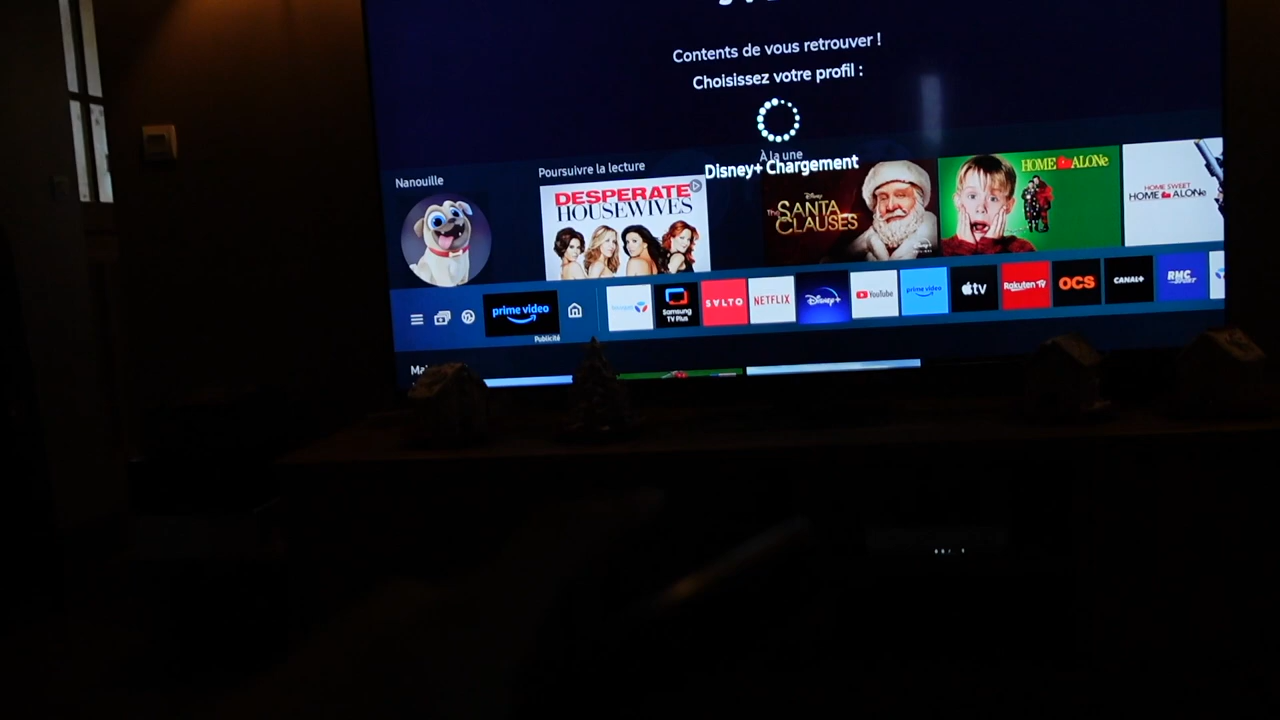 Contents de vous retrouver !
Choisissez votre profil :
À la une
Disney+ Chargement
Nanouille
Poursuivre la lecture
DESPERATE
HOUSEWIVES
Disney
The SANTA
CLAUSES
HOME ALONe
HOME SWEET
HOME ALONe
prime video
Publicité
SAMSUNG
TV Plus
SALTO
NETFLIX
Disney+
YouTube
prime video
tv
Rakuten TV
OCS
CANAL+
RMC
SPORT